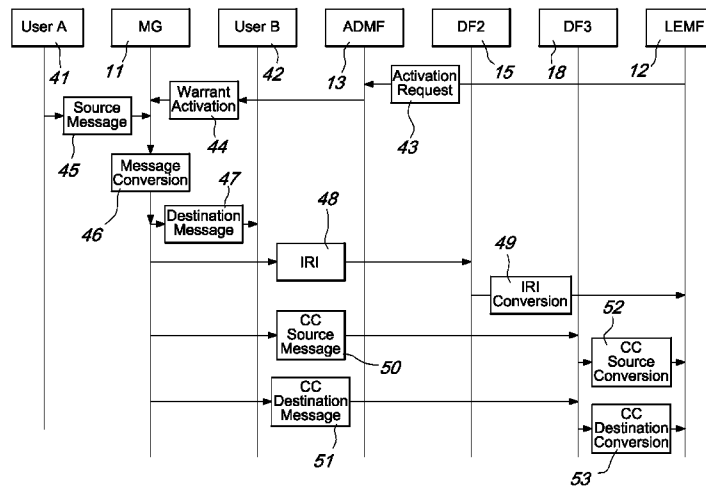 User A
MG
User B
ADMF
DF2
DF3
LEMF
41
11
42
13
15
18
12
Activation
Request
43
Warrant
Activation
44
Source
Message
45
Message
Conversion
46
47
Destination
Message
48
IRI
49
IRI
Conversion
CC
Source
Message
50
52
CC
Source
Conversion
CC
Destination
Message
51
CC
Destination
Conversion
53